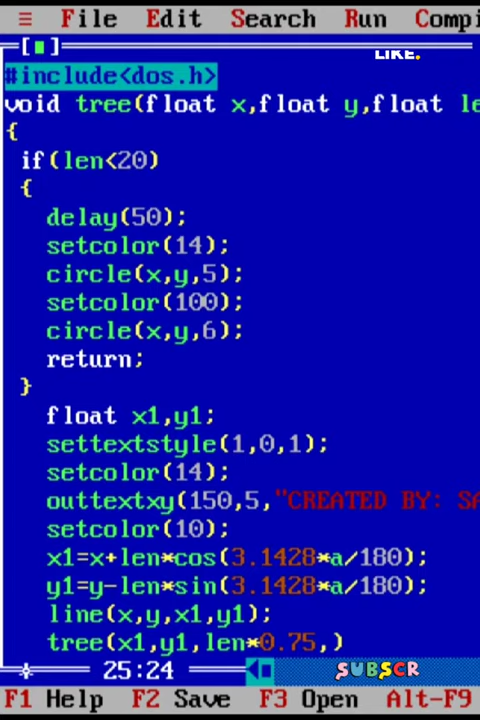 ≡ File Edit Search Run Compi
[■]
LIKE.
#include<dos.h>
void tree(float x,float y,float le
{
if(len<20)
{
delay(50);
setcolor(14);
circle(x,y,5);
setcolor(100);
circle(x,y,6);
return;
}
float x1,y1;
settextstyle(1,0,1);
setcolor(14);
outtextxy(150,5,"CREATED BY: SA
setcolor(10);
x1=x+len*cos(3.1428*a/180);
y1=y-len*sin(3.1428*a/180);
line(x,y,x1,y1);
tree(x1,y1,len*0.75,)
25:24
SUBSCR
F1 Help F2 Save F3 Open Alt-F9